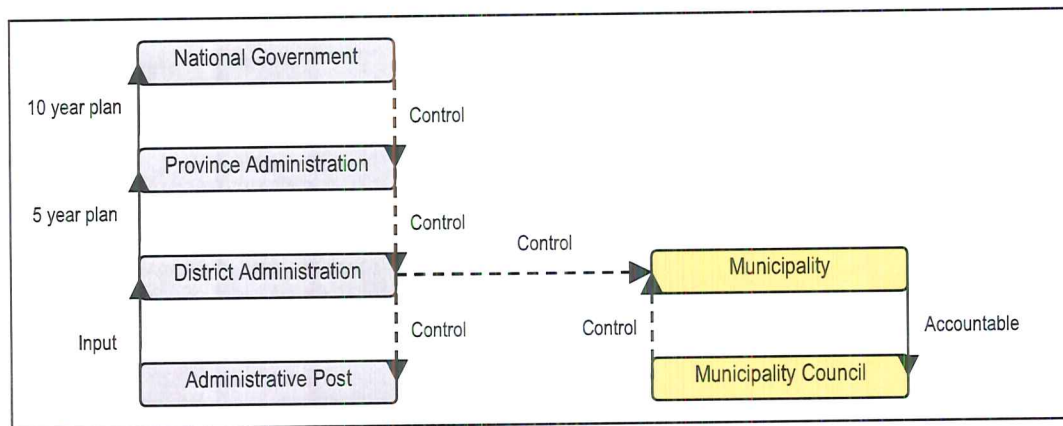 National Government
10 year plan
Control
Province Administration
5 year plan
Control
Control
District Administration
Municipality
Input
Control
Control
Accountable
Administrative Post
Municipality Council